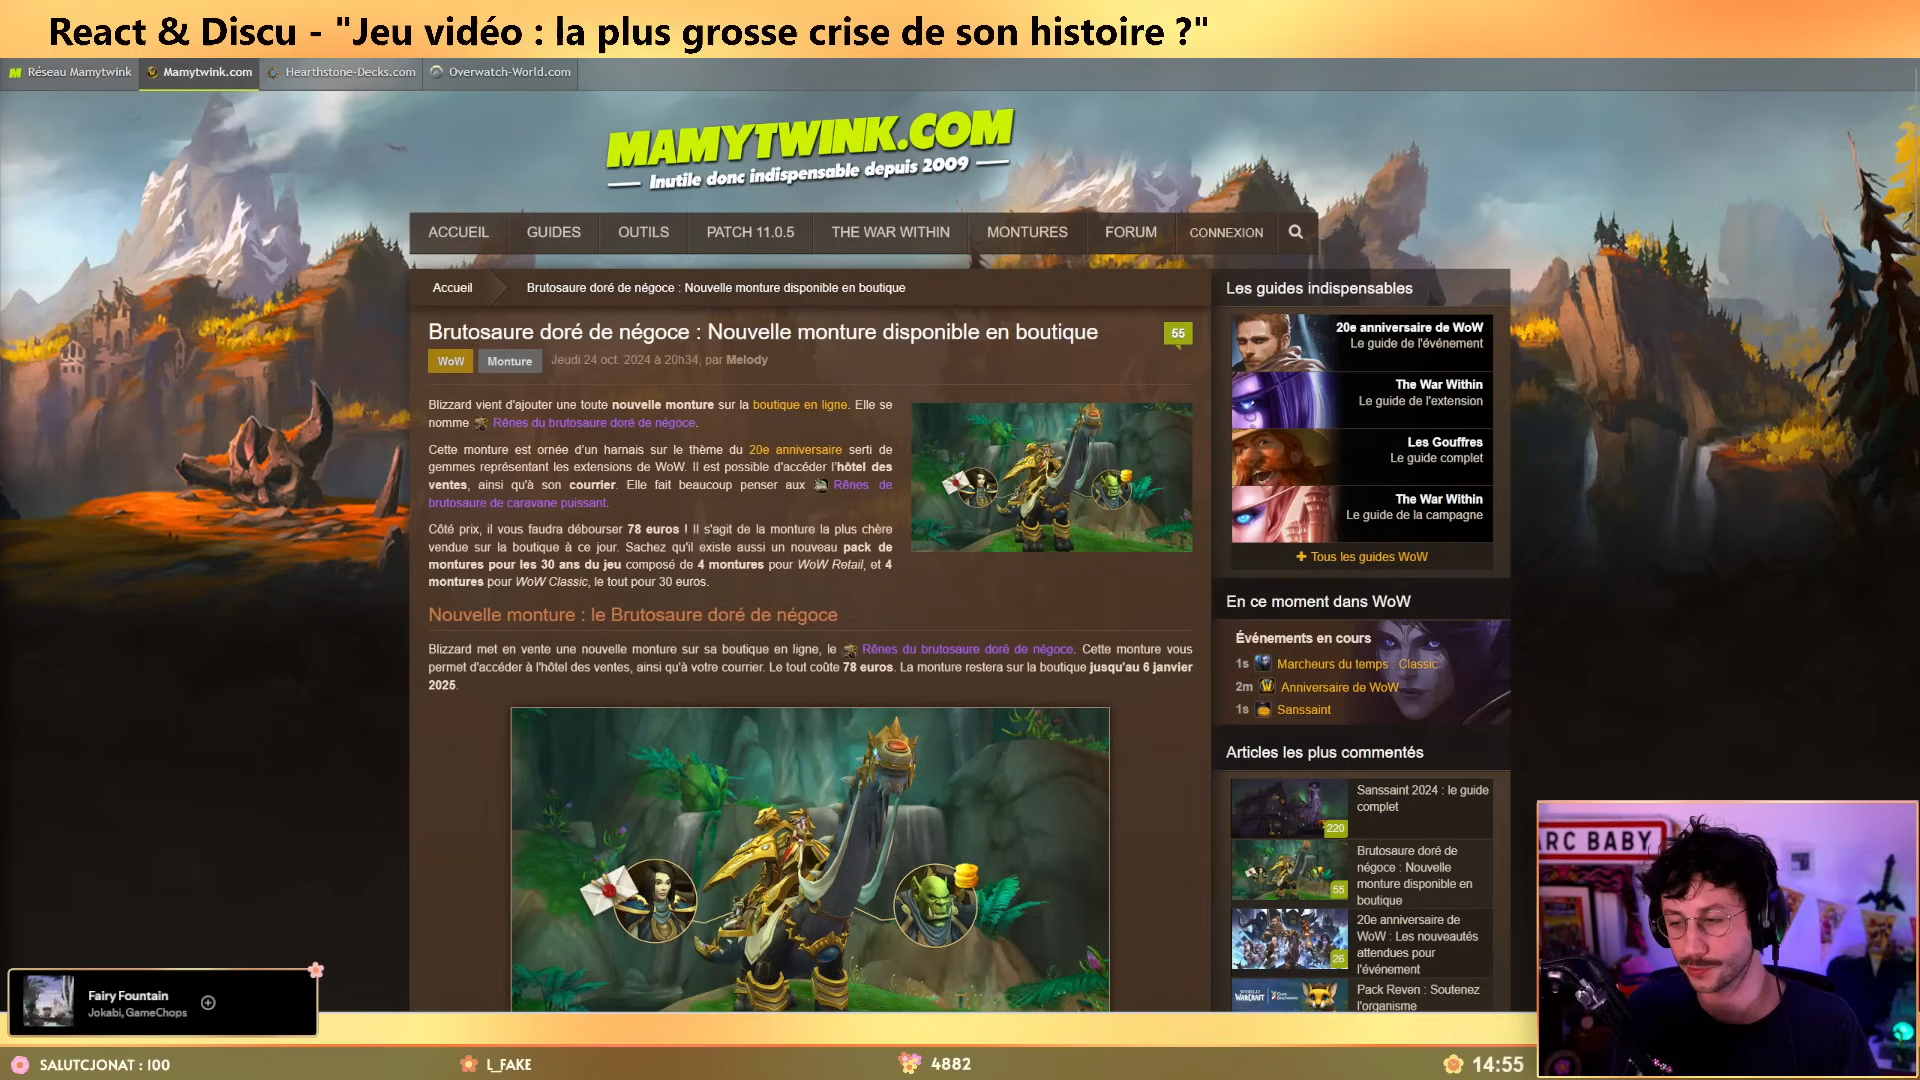 React & Discu - "Jeu vidéo : la plus grosse crise de son histoire ?"
Réseau Mamytwink
Mamytwink.com
Hearthstone-Decks.com
Overwatch-World.com
MAMYTWINK.COM
Inutile donc indispensable depuis 2009
ACCUEIL
GUIDES
OUTILS
PATCH 11.0.5
THE WAR WITHIN
MONTURES
FORUM
CONNEXION
Accueil
Brutosaure doré de négoce : Nouvelle monture disponible en boutique
Brutosaure doré de négoce : Nouvelle monture disponible en boutique
55
WoW
Monture
Jeudi 24 oct. 2024 à 20h34, par Melody
Blizzard vient d'ajouter une toute nouvelle monture sur la boutique en ligne. Elle se
nomme Rênes du brutosaure doré de négoce.
Cette monture est ornée d'un harnais sur le thème du 20e anniversaire serti de
gemmes représentant les extensions de WoW. Il est possible d'accéder l'hôtel des
ventes, ainsi qu'à son courrier. Elle fait beaucoup penser aux Rênes de
brutosaure de caravane puissant.
Côté prix, il vous faudra débourser 78 euros ! Il s'agit de la monture la plus chère
vendue sur la boutique à ce jour. Sachez qu'il existe aussi un nouveau pack de
montures pour les 30 ans du jeu composé de 4 montures pour WoW Retail, et 4
montures pour WoW Classic, le tout pour 30 euros.
Nouvelle monture : le Brutosaure doré de négoce
Blizzard met en vente une nouvelle monture sur sa boutique en ligne, le Rênes du brutosaure doré de négoce. Cette monture vous
permet d'accéder à l'hôtel des ventes, ainsi qu'à votre courrier. Le tout coûte 78 euros. La monture restera sur la boutique jusqu'au 6 janvier
2025.
Les guides indispensables
20e anniversaire de WoW
Le guide de l'événement
The War Within
Le guide de l'extension
Les Gouffres
Le guide complet
The War Within
Le guide de la campagne
+ Tous les guides WoW
En ce moment dans WoW
Événements en cours
1s Marcheurs du temps : Classic
2m Anniversaire de WoW
1s Sanssaint
Articles les plus commentés
Sanssaint 2024 : le guide
complet
220
Brutosaure doré de
négoce : Nouvelle
monture disponible en
boutique
55
20e anniversaire de
WoW : Les nouveautés
attendues pour
l'événement
26
Pack Reven : Soutenez
l'organisme
ARC BABY
Fairy Fountain
Jokabi, GameChops
SALUTCJONAT : 100
L_FAKE
4882
14:55